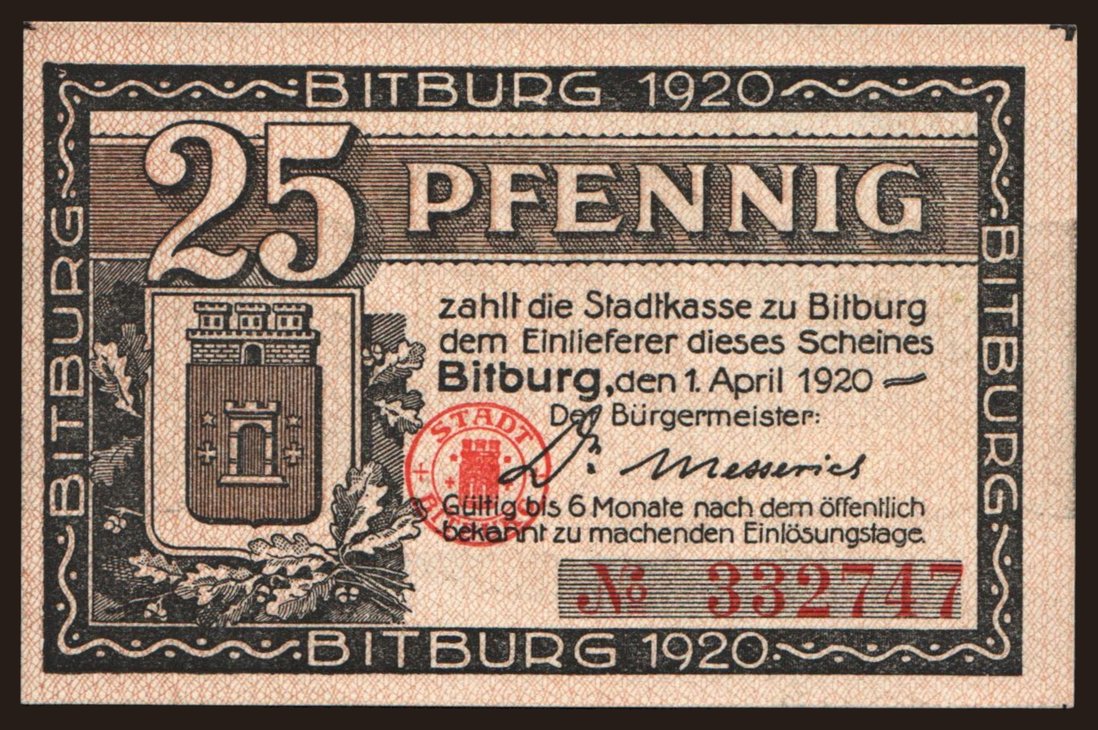 BITBURG 1920
BITBURG
BITBURG
25 PFENNIG
zahlt die Stadtkasse zu Bitburg
dem Einlieferer dieses Scheines
Bitburg, den 1. April 1920
Der Bürgermeister:
Dr. Messerich
STADT
BITBURG
Gültig bis 6 Monate nach dem öffentlich
bekannt zu machenden Einlösungstage.
No 332747
BITBURG 1920